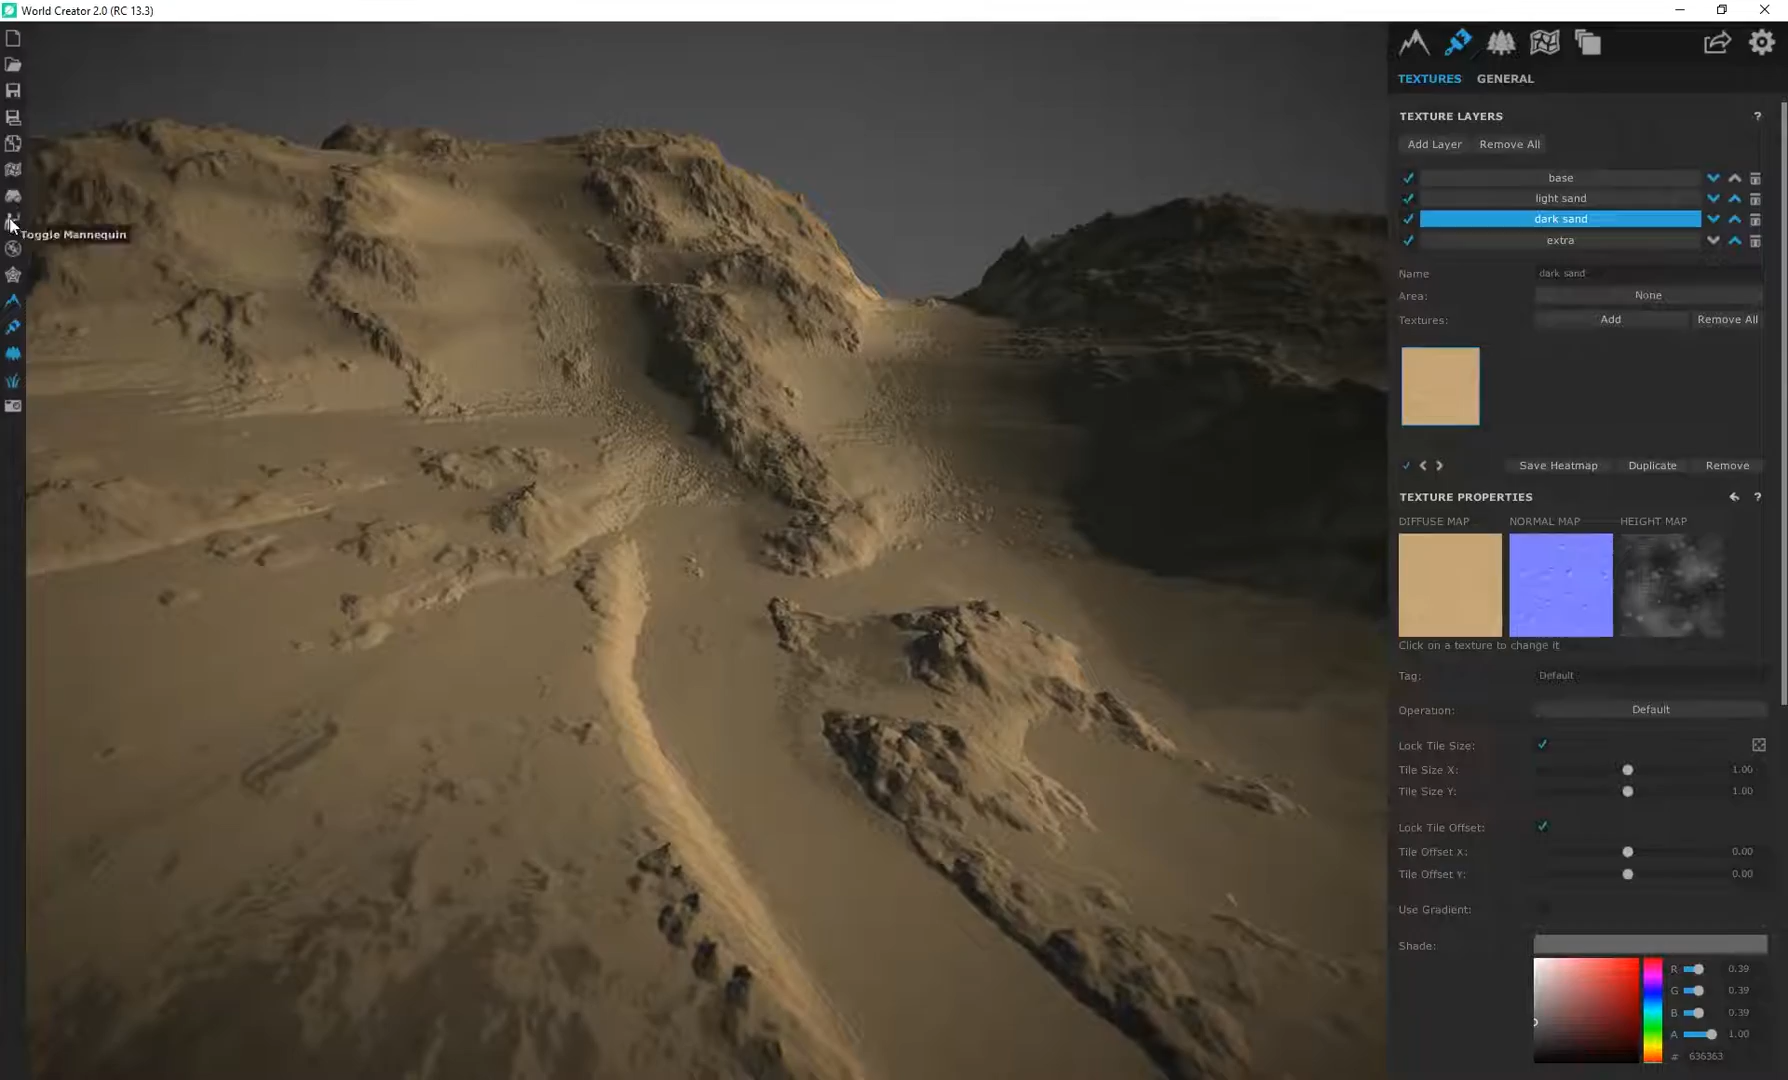 World Creator 2.0 (RC 13.3)
Toggle Mannequin
TEXTURES GENERAL
TEXTURE LAYERS ?
Add Layer Remove All
base
light sand
dark sand
extra
Name dark sand
Area: None
Textures: Add Remove All
Save Heatmap Duplicate Remove
TEXTURE PROPERTIES ?
DIFFUSE MAP NORMAL MAP HEIGHT MAP
Click on a texture to change it
Tag: Default
Operation: Default
Lock Tile Size:
Tile Size X: 1.00
Tile Size Y: 1.00
Lock Tile Offset:
Tile Offset X: 0.00
Tile Offset Y: 0.00
Use Gradient:
Shade:
R 0.39
G 0.39
B 0.39
A 1.00
# 636363